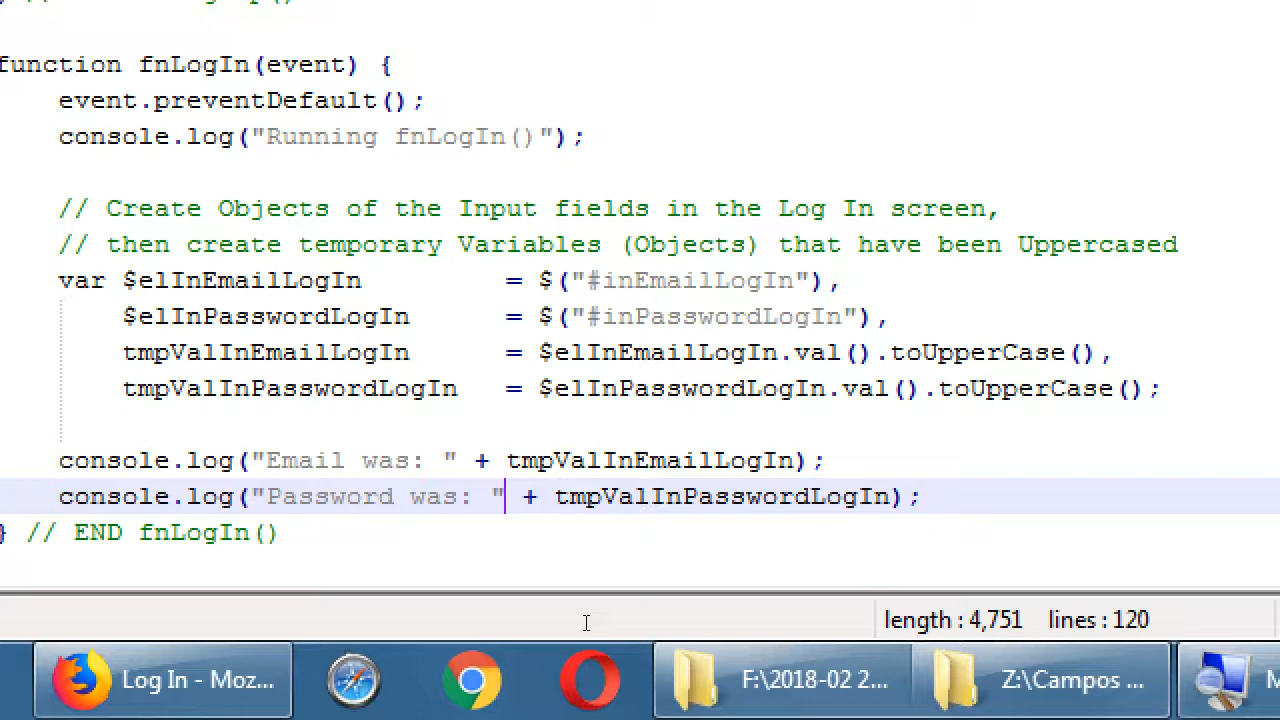 function fnLogIn(event) {
event.preventDefault();
console.log("Running fnLogIn()");
// Create Objects of the Input fields in the Log In screen,
// then create temporary Variables (Objects) that have been Uppercased
var $elInEmailLogIn = $("#inEmailLogIn"),
$elInPasswordLogIn = $("#inPasswordLogIn"),
tmpValInEmailLogIn = $elInEmailLogIn.val().toUpperCase(),
tmpValInPasswordLogIn = $elInPasswordLogIn.val().toUpperCase();
console.log("Email was: " + tmpValInEmailLogIn);
console.log("Password was: " + tmpValInPasswordLogIn);
} // END fnLogIn()
length : 4,751 lines : 120
Log In - Moz... F:\2018-02 2... Z:\Campos ... M